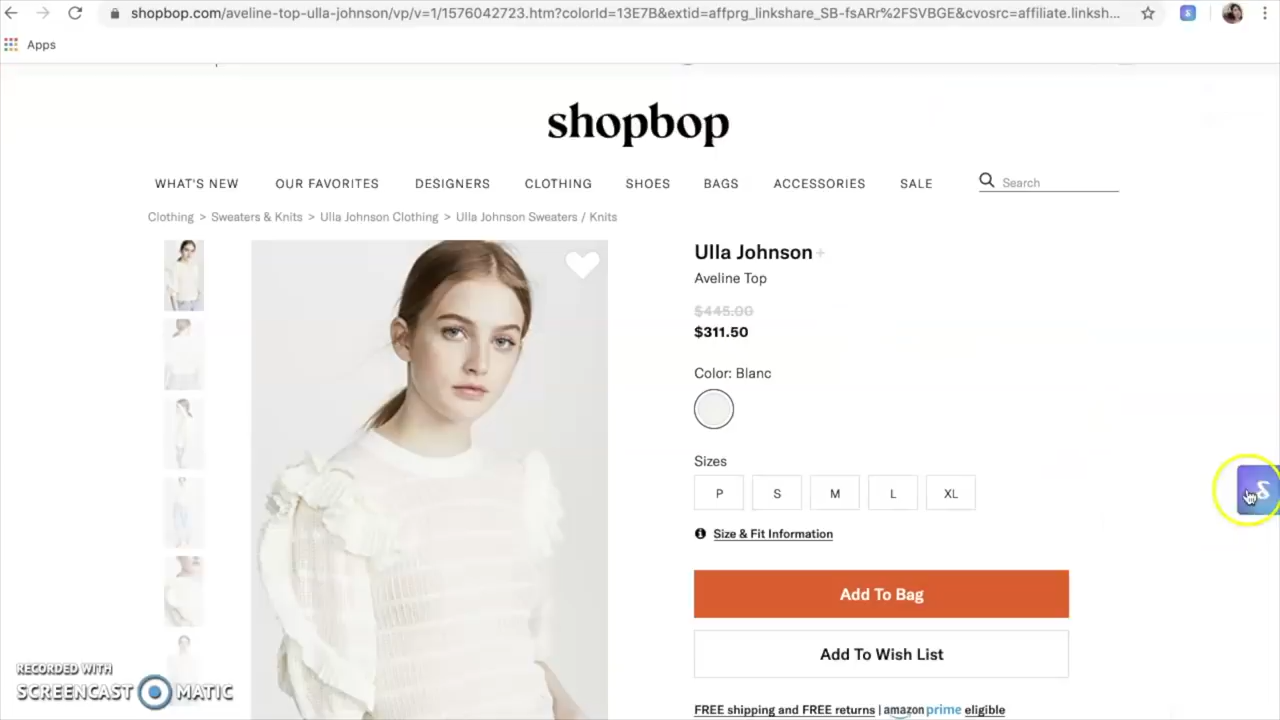 shopbop.com/aveline-top-ulla-johnson/vp/v=1/1576042723.htm?colorId=13E7B&extid=affprg_linkshare_SB-fsARr%2FSVBGE&cvosrc=affiliate.linksh...
Apps
shopbop
WHAT'S NEW OUR FAVORITES DESIGNERS CLOTHING SHOES BAGS ACCESSORIES SALE Search
Clothing > Sweaters & Knits > Ulla Johnson Clothing > Ulla Johnson Sweaters / Knits
Ulla Johnson +
Aveline Top
$445.00
$311.50
Color: Blanc
Sizes
P S M L XL
Size & Fit Information
Add To Bag
Add To Wish List
FREE shipping and FREE returns | amazon prime eligible
RECORDED WITH
SCREENCAST MATIC